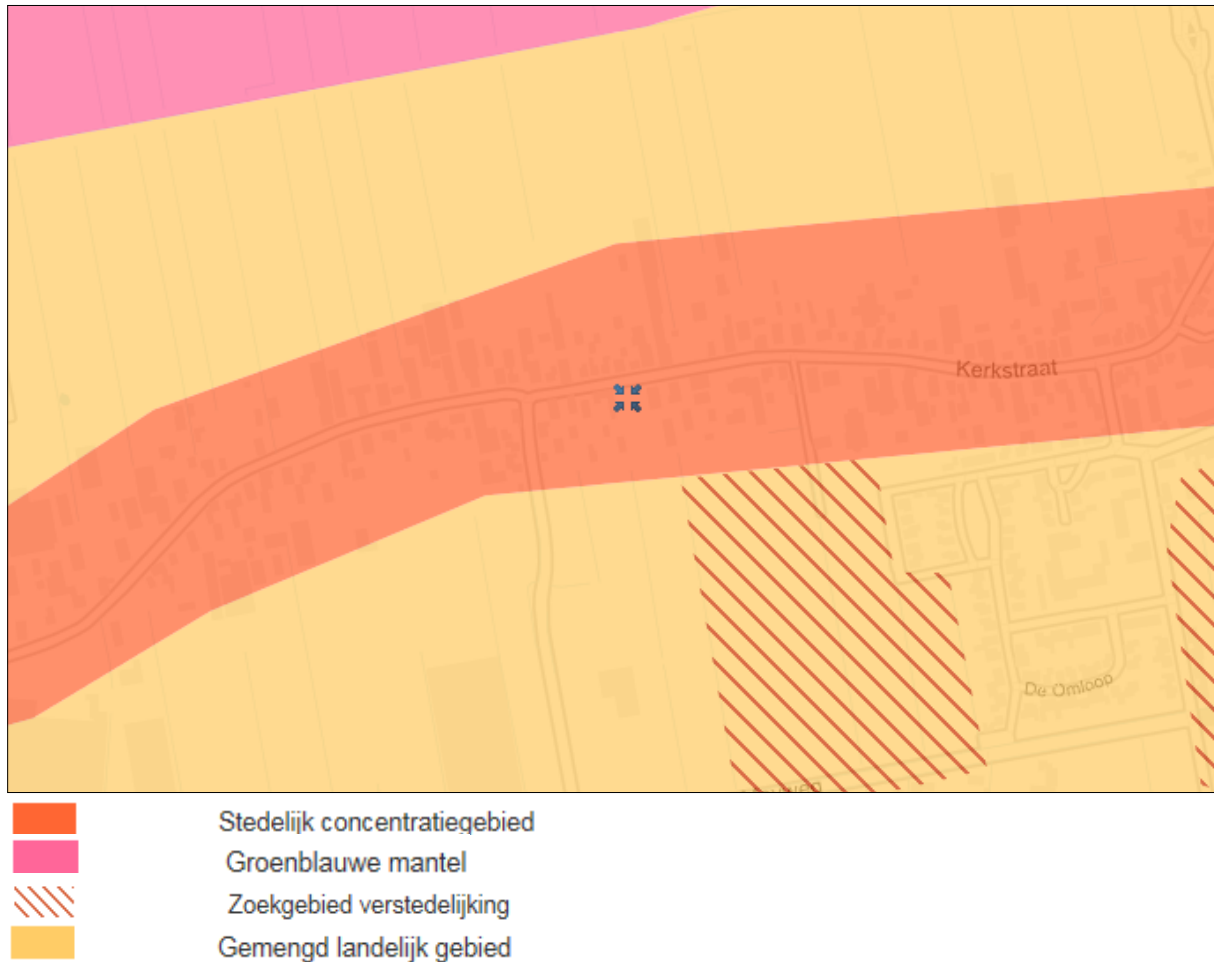 Kerkstraat
De Omloop
Stedelijk concentratiegebied
Groenblauwe mantel
Zoekgebied verstedelijking
Gemengd landelijk gebied